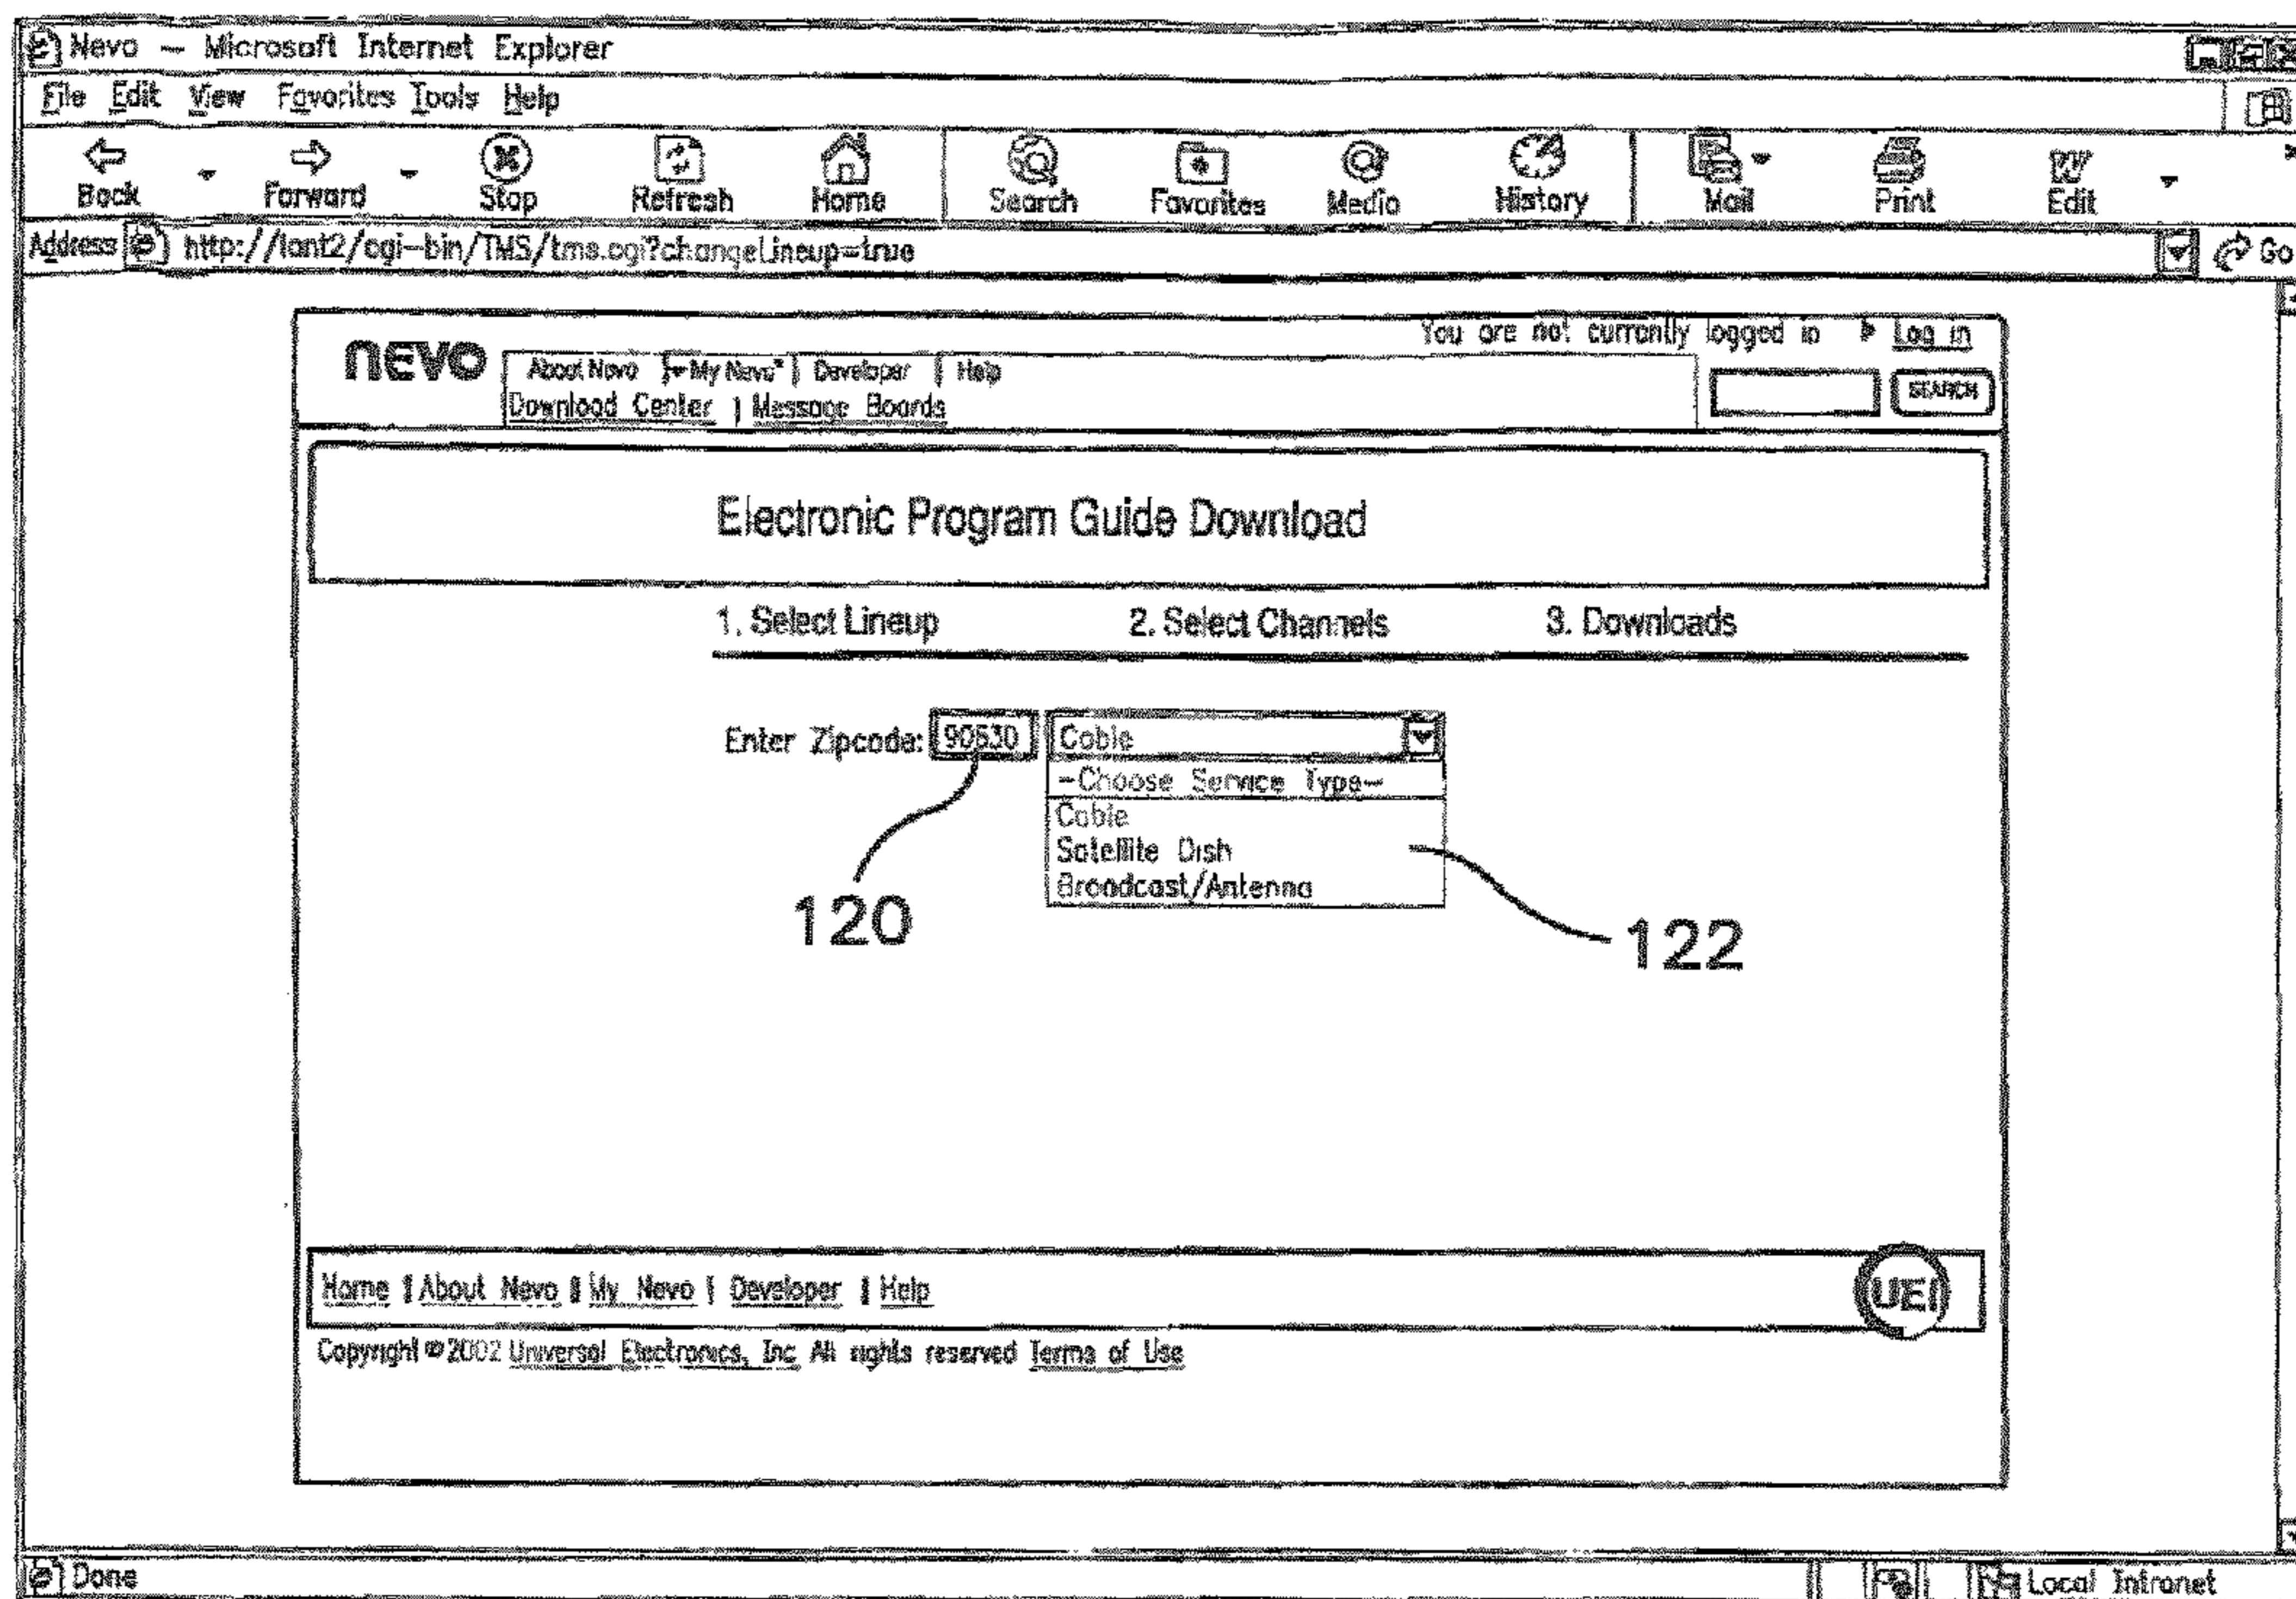 Nevo — Microsoft Internet Explorer
File Edit View Favorites Tools Help
Back Forward Stop Refresh Home Search Favorites Media History Mail Print Edit
Address http://tant2/cgi-bin/TMS/tms.cgi?changeLineup=true Go
You are not currently logged in Log in
nevo About Nevo My Nevo Developer Help
SEARCH
Download Center | Message Boards
Electronic Program Guide Download
1. Select Lineup 2. Select Channels 3. Downloads
Enter Zipcode: 90630 Cable
-Choose Service Type-
Cable
Satellite Dish
Broadcast/Antenna
120
122
Home | About Nevo | My Nevo | Developer | Help
UEI
Copyright © 2002 Universal Electronics, Inc All rights reserved Terms of Use
Done Local Intranet